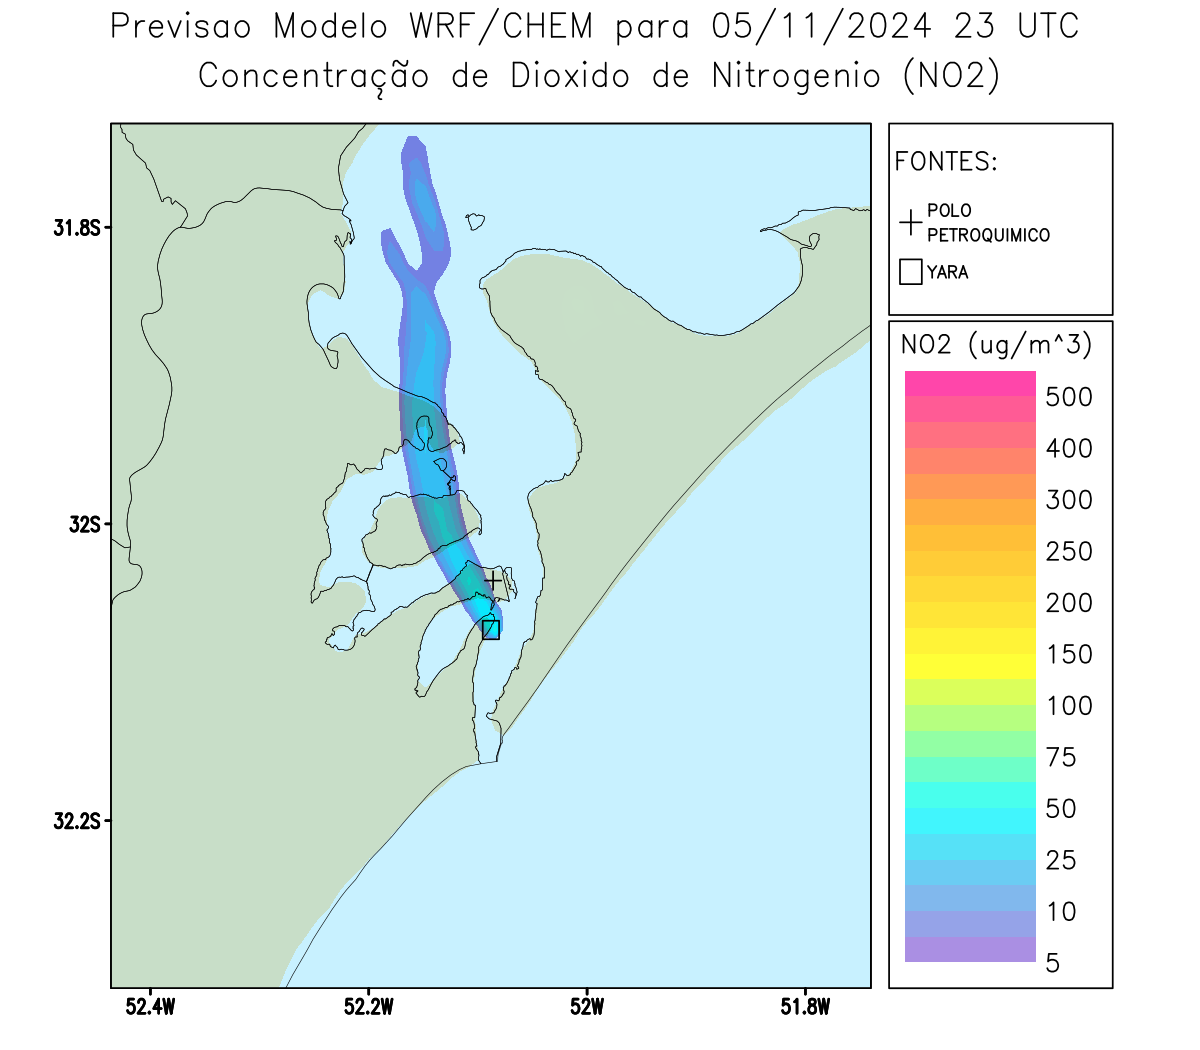 Previsao Modelo WRF/CHEM para 05/11/2024 23 UTC
Concentração de Dioxido de Nitrogenio (NO2)
FONTES:
POLO
PETROQUIMICO
YARA
NO2 (ug/m^3)
500
400
300
250
200
150
100
75
50
25
10
5
31.8S
32S
32.2S
52.4W
52.2W
52W
51.8W